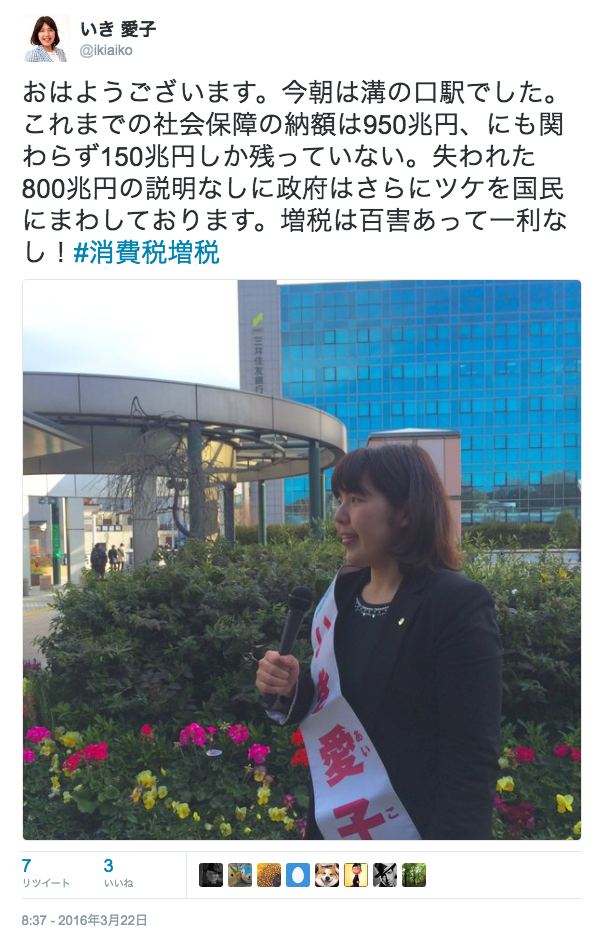 いき 愛子
@ikiaiko
おはようございます。今朝は溝の口駅でした。
これまでの社会保障の納額は950兆円、にも関
わらず150兆円しか残っていない。失われた
800兆円の説明なしに政府はさらにツケを国民
にまわしております。増税は百害あって一利な
し！#消費税増税
三井住友銀行
いき愛子
あい こ
7
リツイート
3
いいね
8:37 - 2016年3月22日